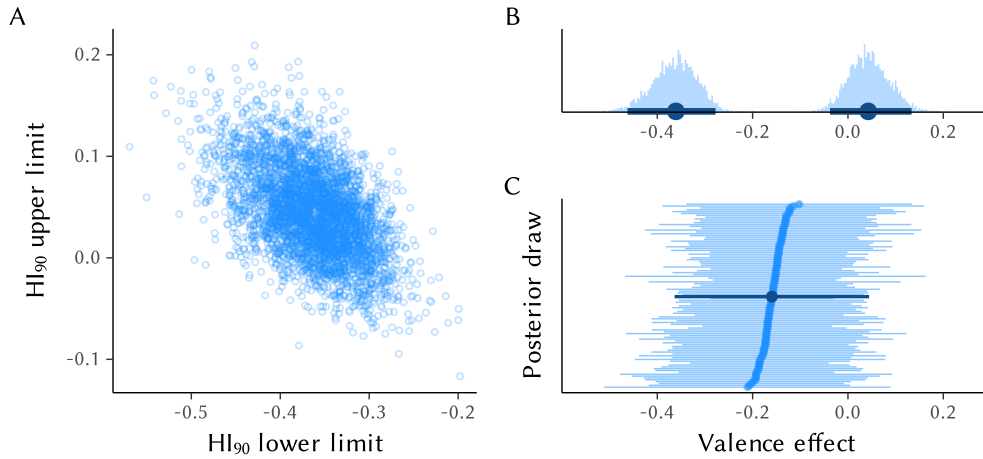 A
0.2
0.1
0.0
-0.1
HI₉₀ upper limit
-0.5 -0.4 -0.3 -0.2
HI₉₀ lower limit
B
-0.4 -0.2 0.0 0.2
C
Posterior draw
-0.4 -0.2 0.0 0.2
Valence effect